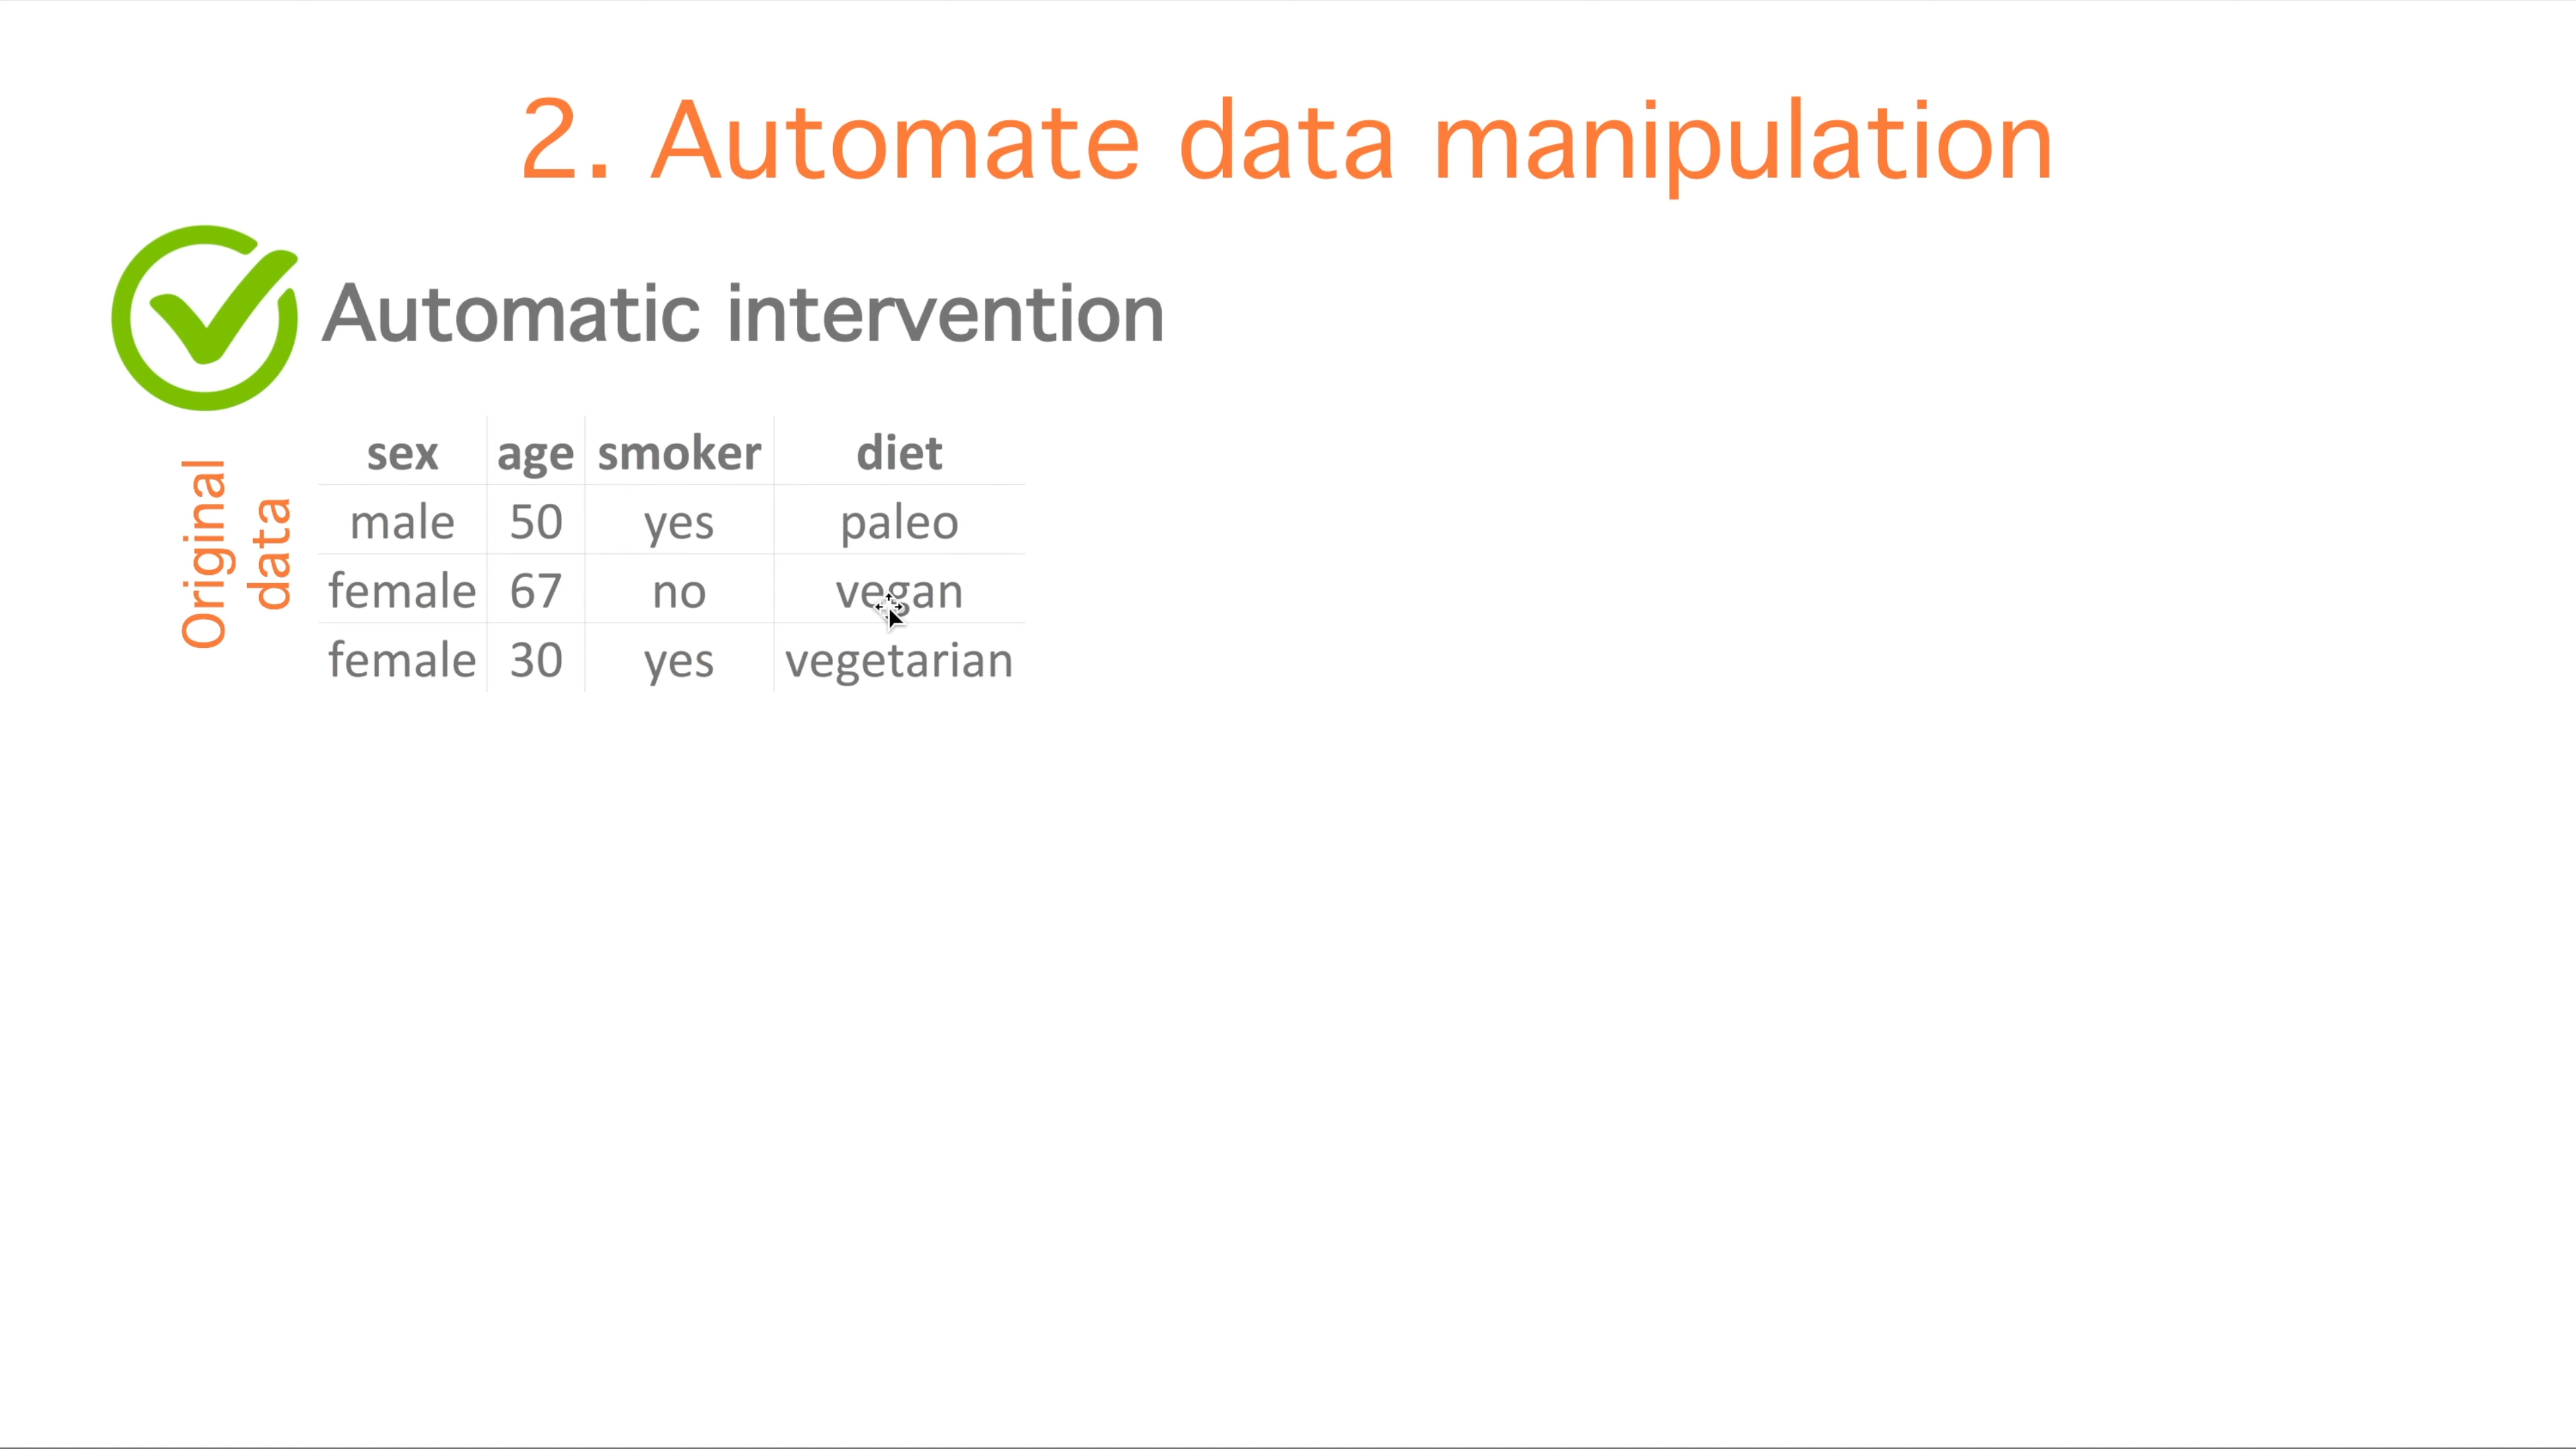 2. Automate data manipulation
Automatic intervention
Original
data
sex age smoker diet
male 50 yes paleo
female 67 no vegan
female 30 yes vegetarian